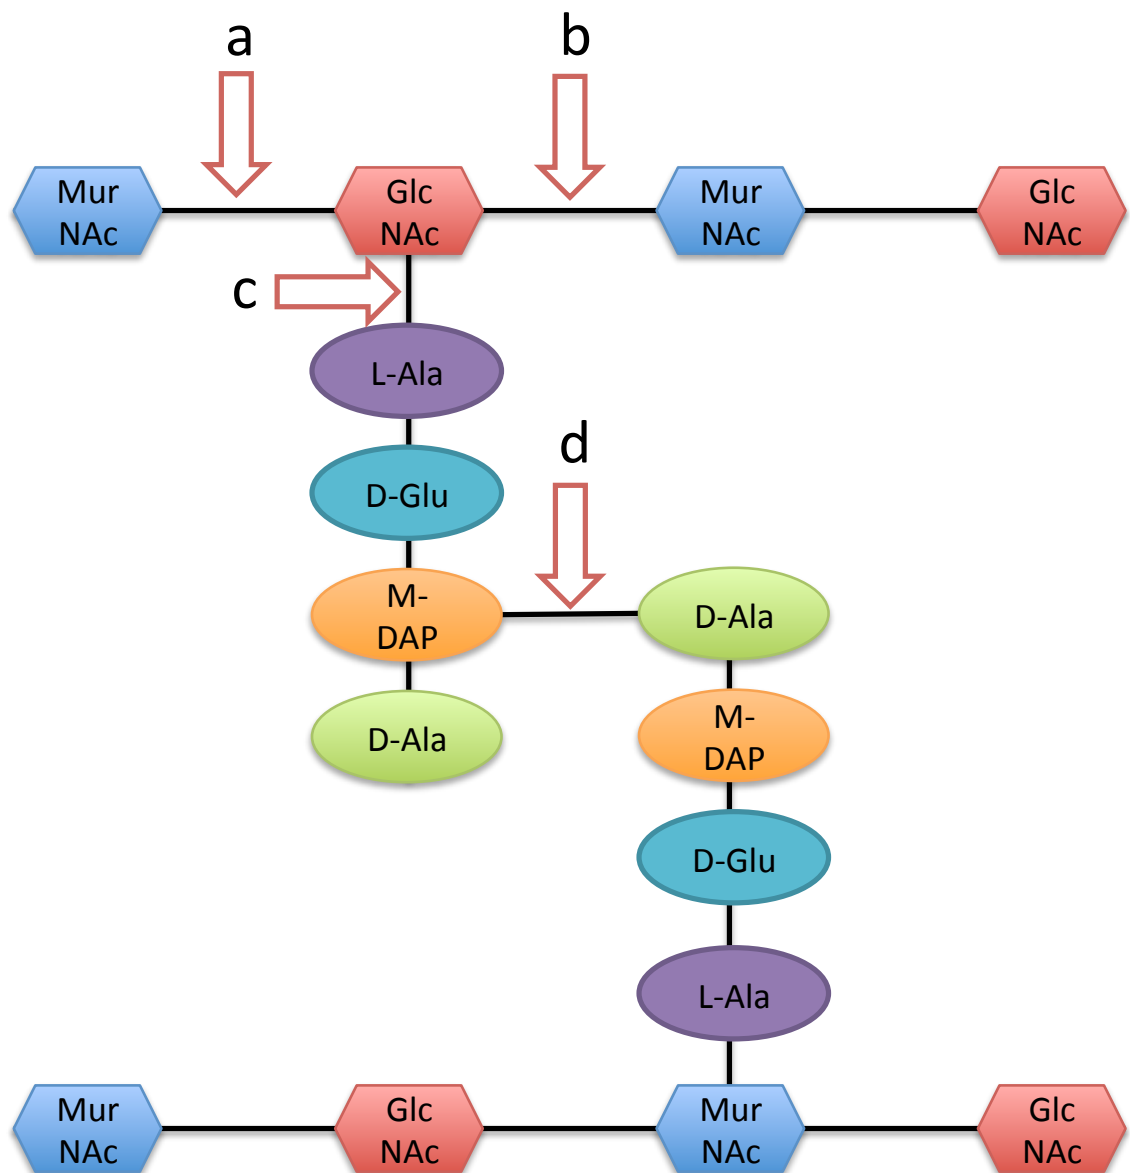 a
b
Mur
NAc
Glc
NAc
Mur
NAc
Glc
NAc
c
L-Ala
D-Glu
d
M-
DAP
D-Ala
D-Ala
M-
DAP
D-Glu
L-Ala
Mur
NAc
Glc
NAc
Mur
NAc
Glc
NAc